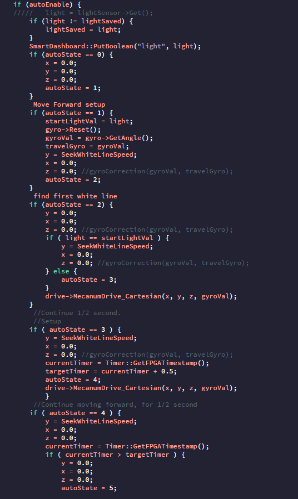 if (autoEnable) {
///// light = lightSensor->Get();
if (light != lightSaved) {
lightSaved = light;
}
SmartDashboard::PutBoolean("light", light);
if (autoState == 0) {
x = 0.0;
y = 0.0;
z = 0.0;
autoState = 1;
}
Move Forward setup
if (autoState == 1) {
startLightVal = light;
gyro->Reset();
gyroVal = gyro->GetAngle();
travelGyro = gyroVal;
y = SeekWhiteLineSpeed;
x = 0.0;
z = 0.0; //gyroCorrection(gyroVal, travelGyro);
autoState = 2;
}
find first white line
if (autoState == 2) {
y = 0.0;
x = 0.0;
z = 0.0; //gyroCorrection(gyroVal, travelGyro);
if ( light == startLightVal ) {
y = SeekWhiteLineSpeed;
x = 0.0;
z = 0.0; //gyroCorrection(gyroVal, travelGyro);
} else {
autoState = 3;
}
drive->MecanumDrive_Cartesian(x, y, z, gyroVal);
}
//Continue 1/2 second.
//Setup
if ( autoState == 3 ) {
y = SeekWhiteLineSpeed;
x = 0.0;
z = 0.0; //gyroCorrection(gyroVal, travelGyro);
currentTimer = Timer::GetFPGATimestamp();
targetTimer = currentTimer + 0.5;
autoState = 4;
drive->MecanumDrive_Cartesian(x, y, z, gyroVal);
}
//Continue moving forward, for 1/2 second
if ( autoState == 4 ) {
y = SeekWhiteLineSpeed;
x = 0.0;
z = 0.0;
currentTimer = Timer::GetFPGATimestamp();
if ( currentTimer > targetTimer ) {
y = 0.0;
x = 0.0;
z = 0.0;
autoState = 5;